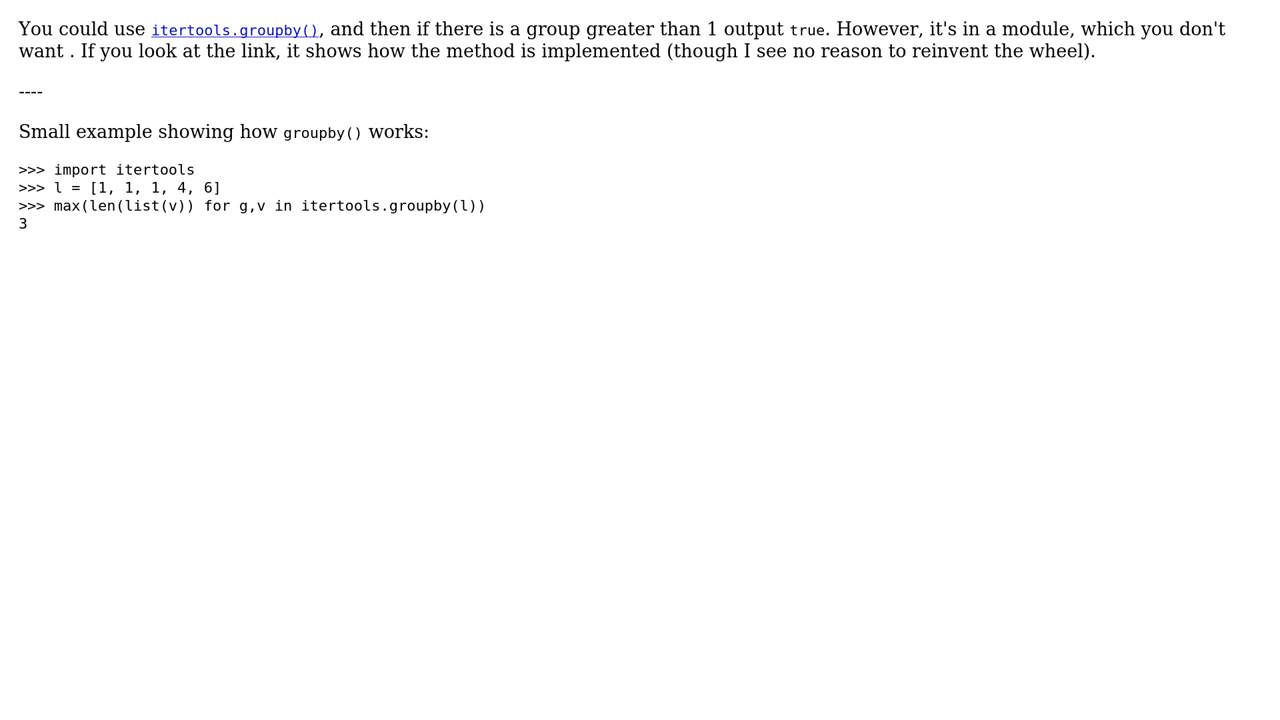 You could use itertools.groupby(), and then if there is a group greater than 1 output true. However, it's in a module, which you don't
want . If you look at the link, it shows how the method is implemented (though I see no reason to reinvent the wheel).
----
Small example showing how groupby() works:
>>> import itertools
>>> l = [1, 1, 1, 4, 6]
>>> max(len(list(v)) for g,v in itertools.groupby(l))
3